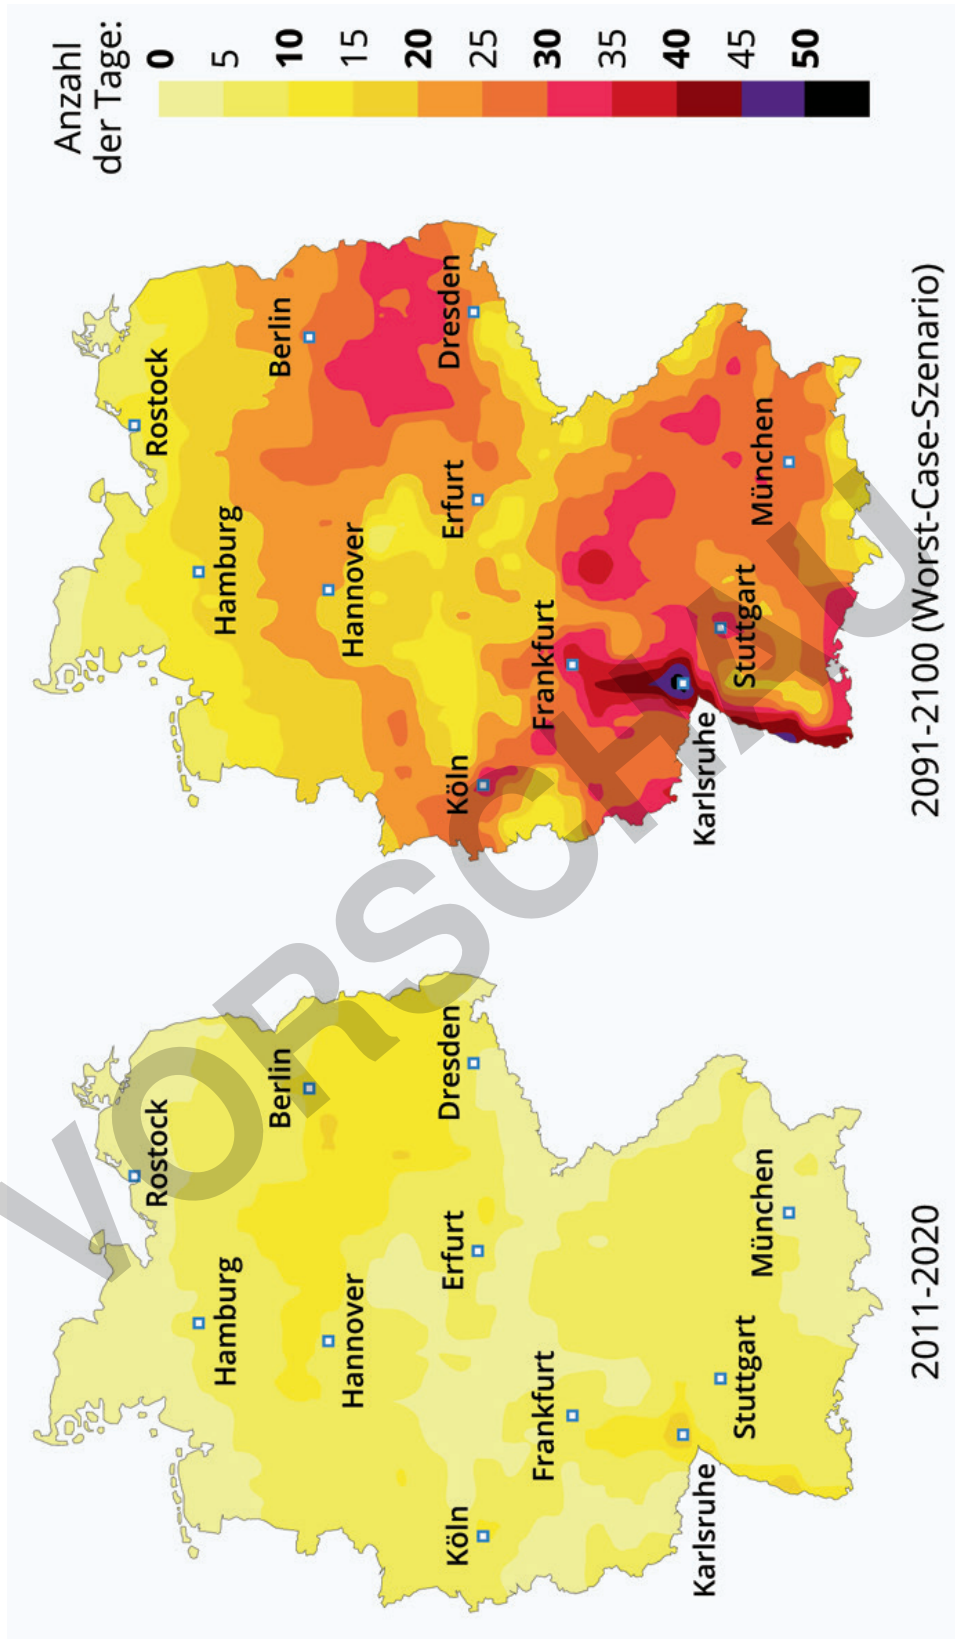 Anzahl
der Tage:
0
5
10
15
20
25
30
35
40
45
50
Rostock
Hamburg
Berlin
Hannover
Köln
Erfurt
Dresden
Frankfurt
Karlsruhe
Stuttgart
München
2011-2020
Rostock
Hamburg
Berlin
Hannover
Köln
Erfurt
Dresden
Frankfurt
Karlsruhe
Stuttgart
München
2091-2100 (Worst-Case-Szenario)
VORSCHAU